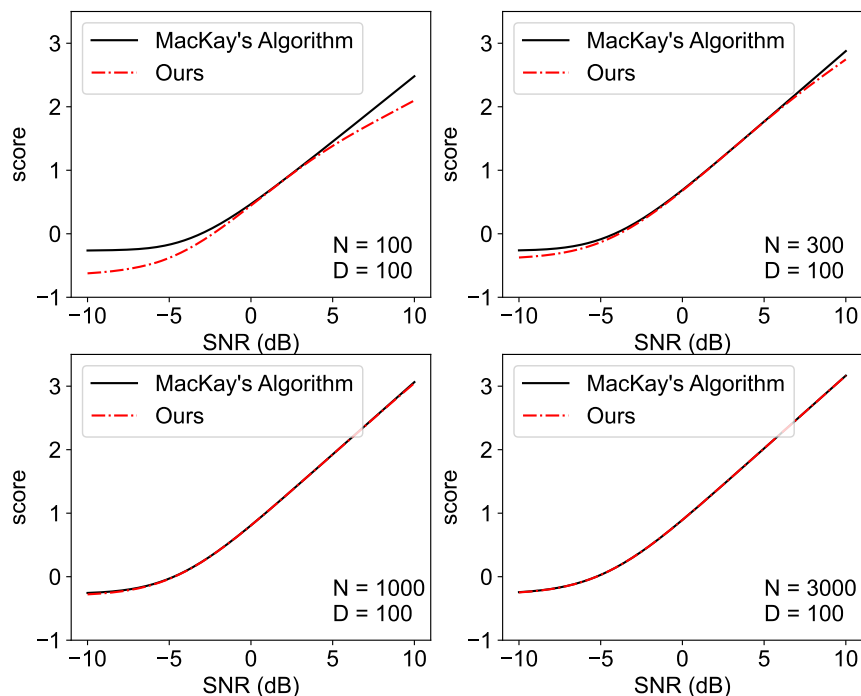 3
2
1
0
−1
score
MacKay's Algorithm
Ours
N = 100
D = 100
−10 −5 0 5 10
SNR (dB)
3
2
1
0
−1
score
MacKay's Algorithm
Ours
N = 300
D = 100
−10 −5 0 5 10
SNR (dB)
3
2
1
0
−1
score
MacKay's Algorithm
Ours
N = 1000
D = 100
−10 −5 0 5 10
SNR (dB)
3
2
1
0
−1
score
MacKay's Algorithm
Ours
N = 3000
D = 100
−10 −5 0 5 10
SNR (dB)